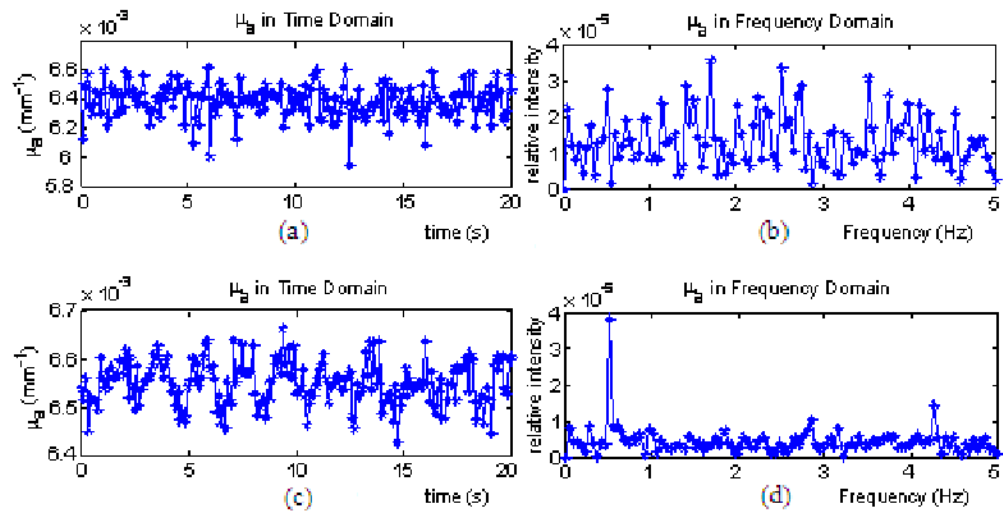 × 10⁻³
μa in Time Domain
6.6
6.4
6.2
6
5.8
μa (mm⁻¹)
0 5 10 15 20
time (s)
(a)
× 10⁻⁵
μa in Frequency Domain
4
3
2
1
0
relative intensity
0 1 2 3 4 5
Frequency (Hz)
(b)
× 10⁻³
μa in Time Domain
6.7
6.6
6.5
6.4
μa (mm⁻¹)
0 5 10 15 20
time (s)
(c)
× 10⁻⁵
μa in Frequency Domain
4
3
2
1
0
relative intensity
0 1 2 3 4 5
Frequency (Hz)
(d)